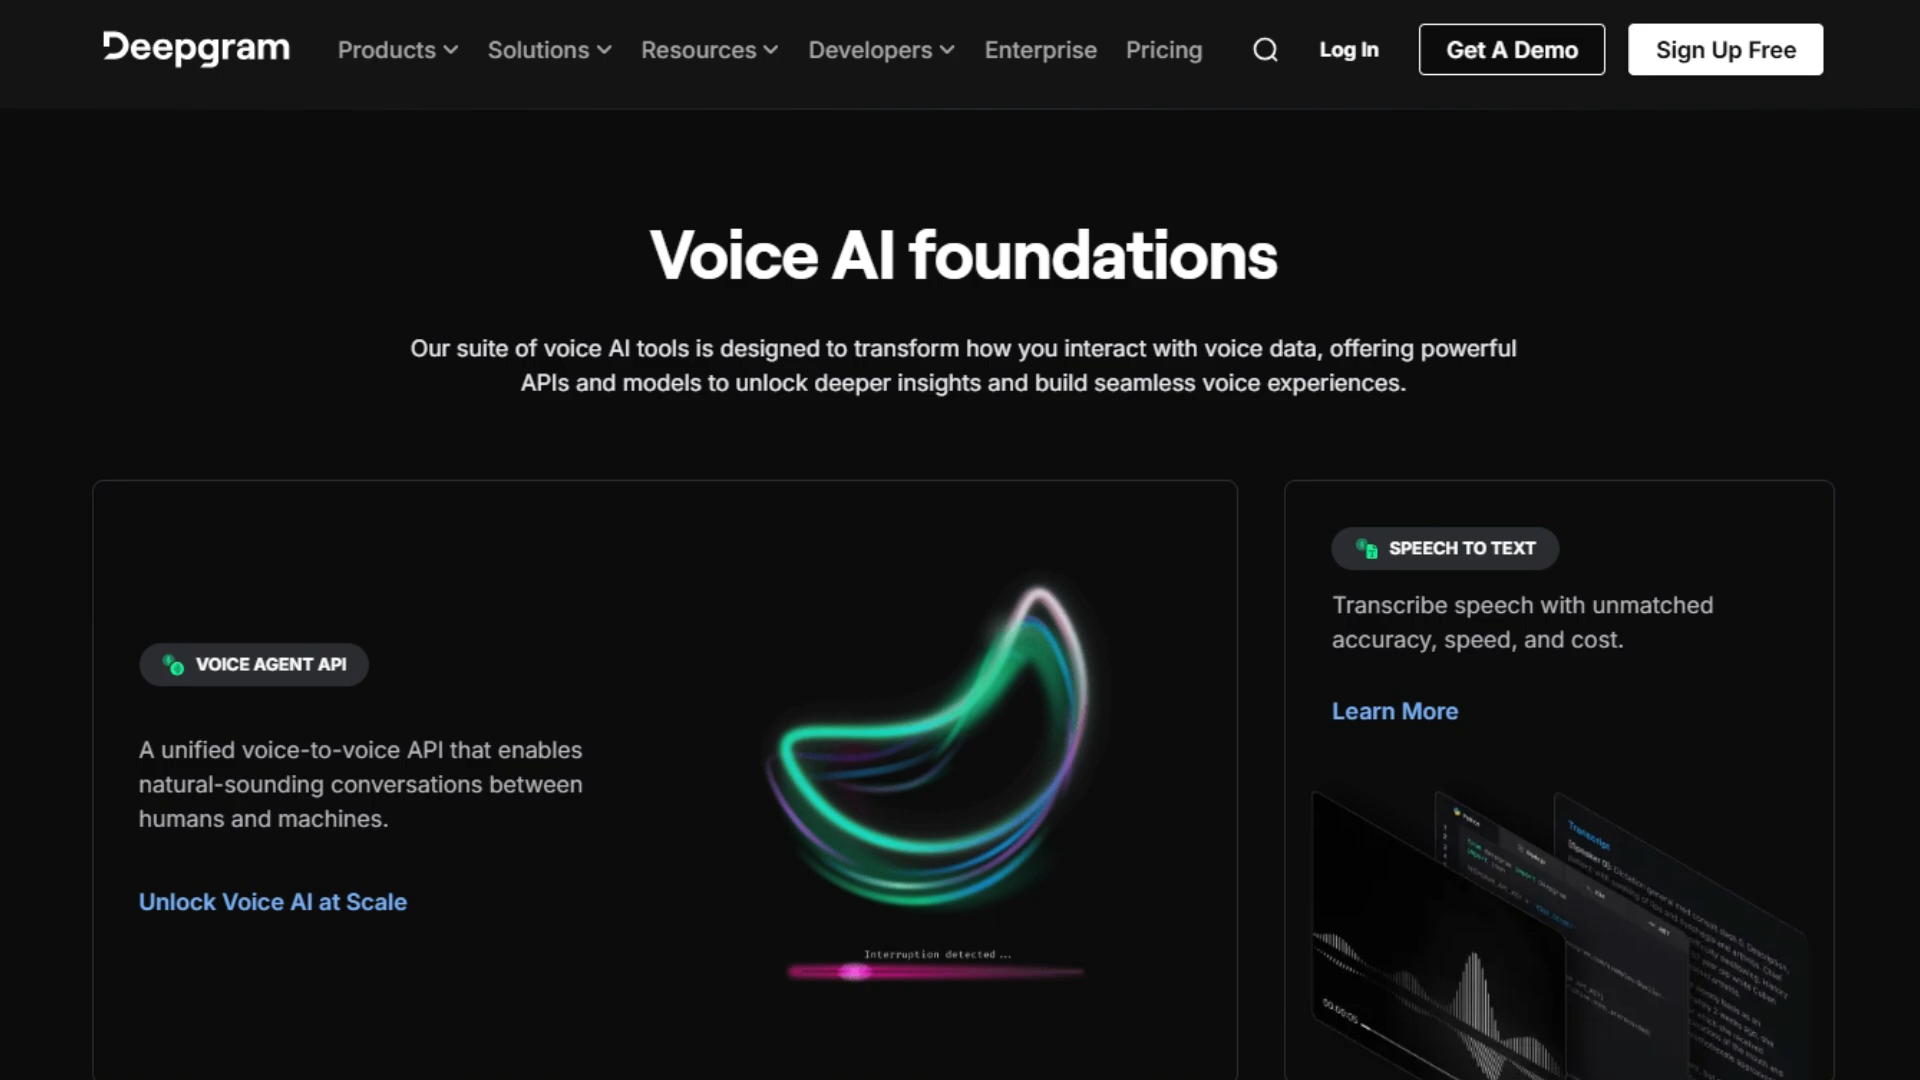 Deepgram
Products
Solutions
Resources
Developers
Enterprise
Pricing
Log In
Get A Demo
Sign Up Free
Voice AI foundations
Our suite of voice AI tools is designed to transform how you interact with voice data, offering powerful
APIs and models to unlock deeper insights and build seamless voice experiences.
VOICE AGENT API
A unified voice-to-voice API that enables
natural-sounding conversations between
humans and machines.
Unlock Voice AI at Scale
Interruption detected ...
SPEECH TO TEXT
Transcribe speech with unmatched
accuracy, speed, and cost.
Learn More
Transcript